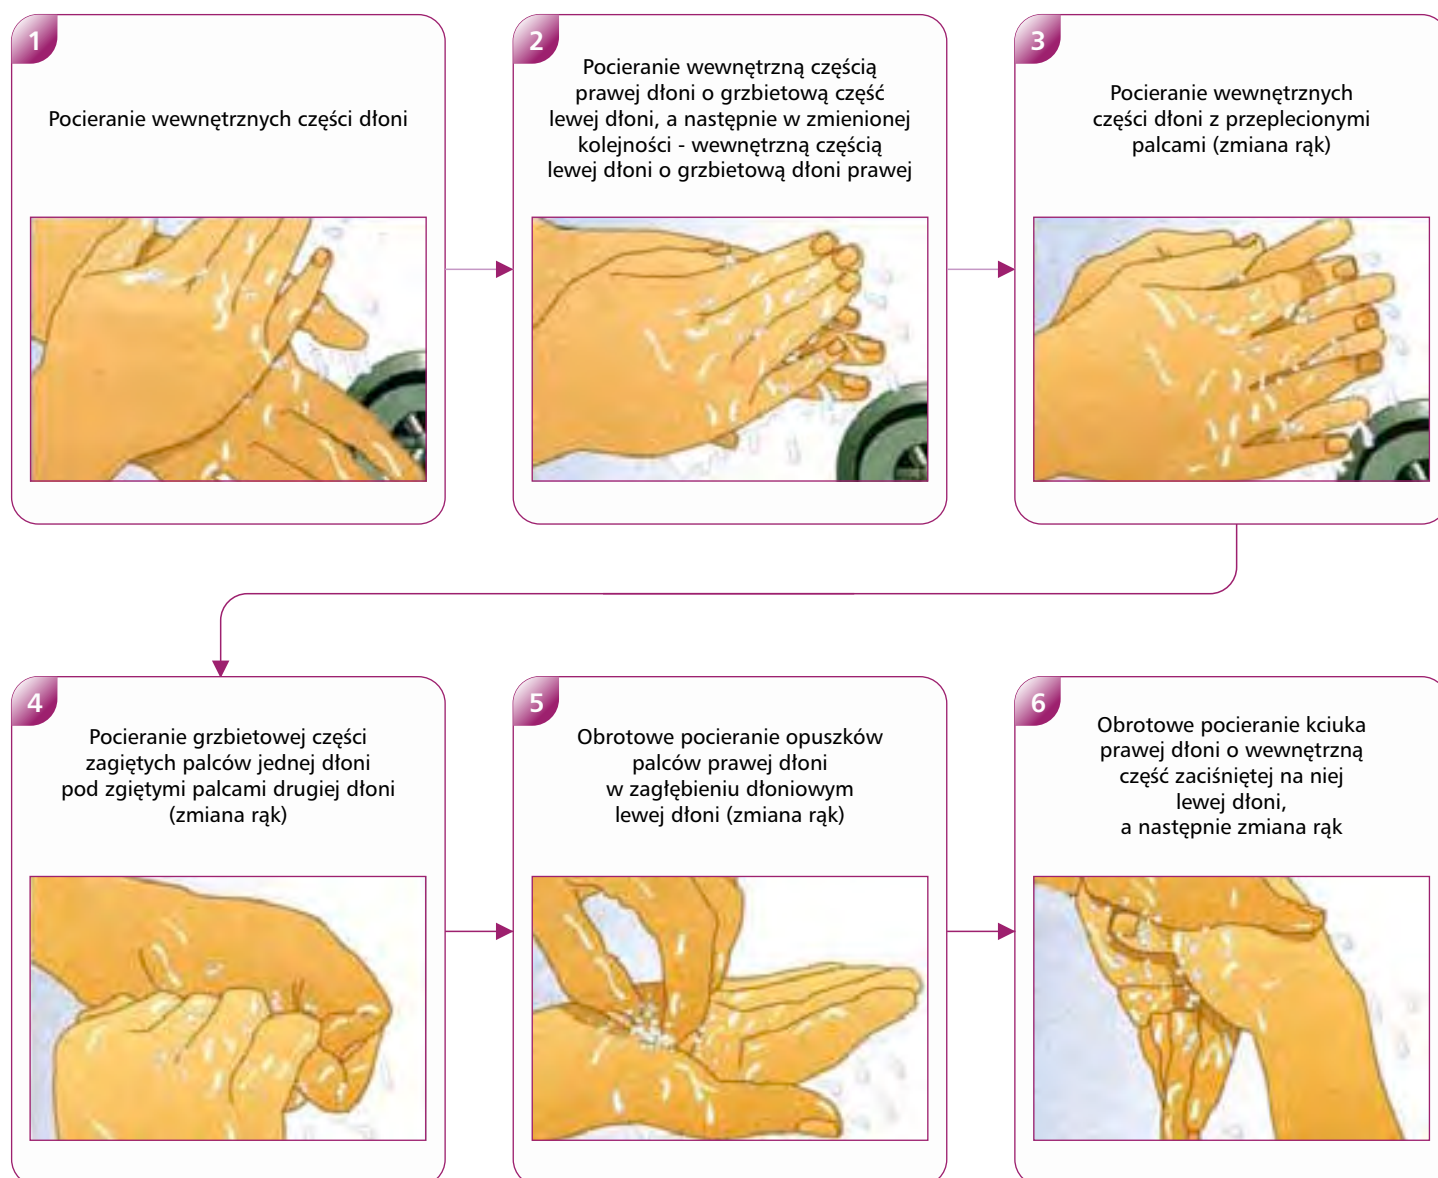 1
Pocieranie wewnętrznych części dłoni
2
Pocieranie wewnętrzną częścią
prawej dłoni o grzbietową część
lewej dłoni, a następnie w zmienionej
kolejności - wewnętrzną częścią
lewej dłoni o grzbietową dłoni prawej
3
Pocieranie wewnętrznych
części dłoni z przeplecionymi
palcami (zmiana rąk)
4
Pocieranie grzbietowej części
zagiętych palców jednej dłoni
pod zgiętymi palcami drugiej dłoni
(zmiana rąk)
5
Obrotowe pocieranie opuszków
palców prawej dłoni
w zagłębieniu dłoniowym
lewej dłoni (zmiana rąk)
6
Obrotowe pocieranie kciuka
prawej dłoni o wewnętrzną
część zaciśniętej na niej
lewej dłoni,
a następnie zmiana rąk